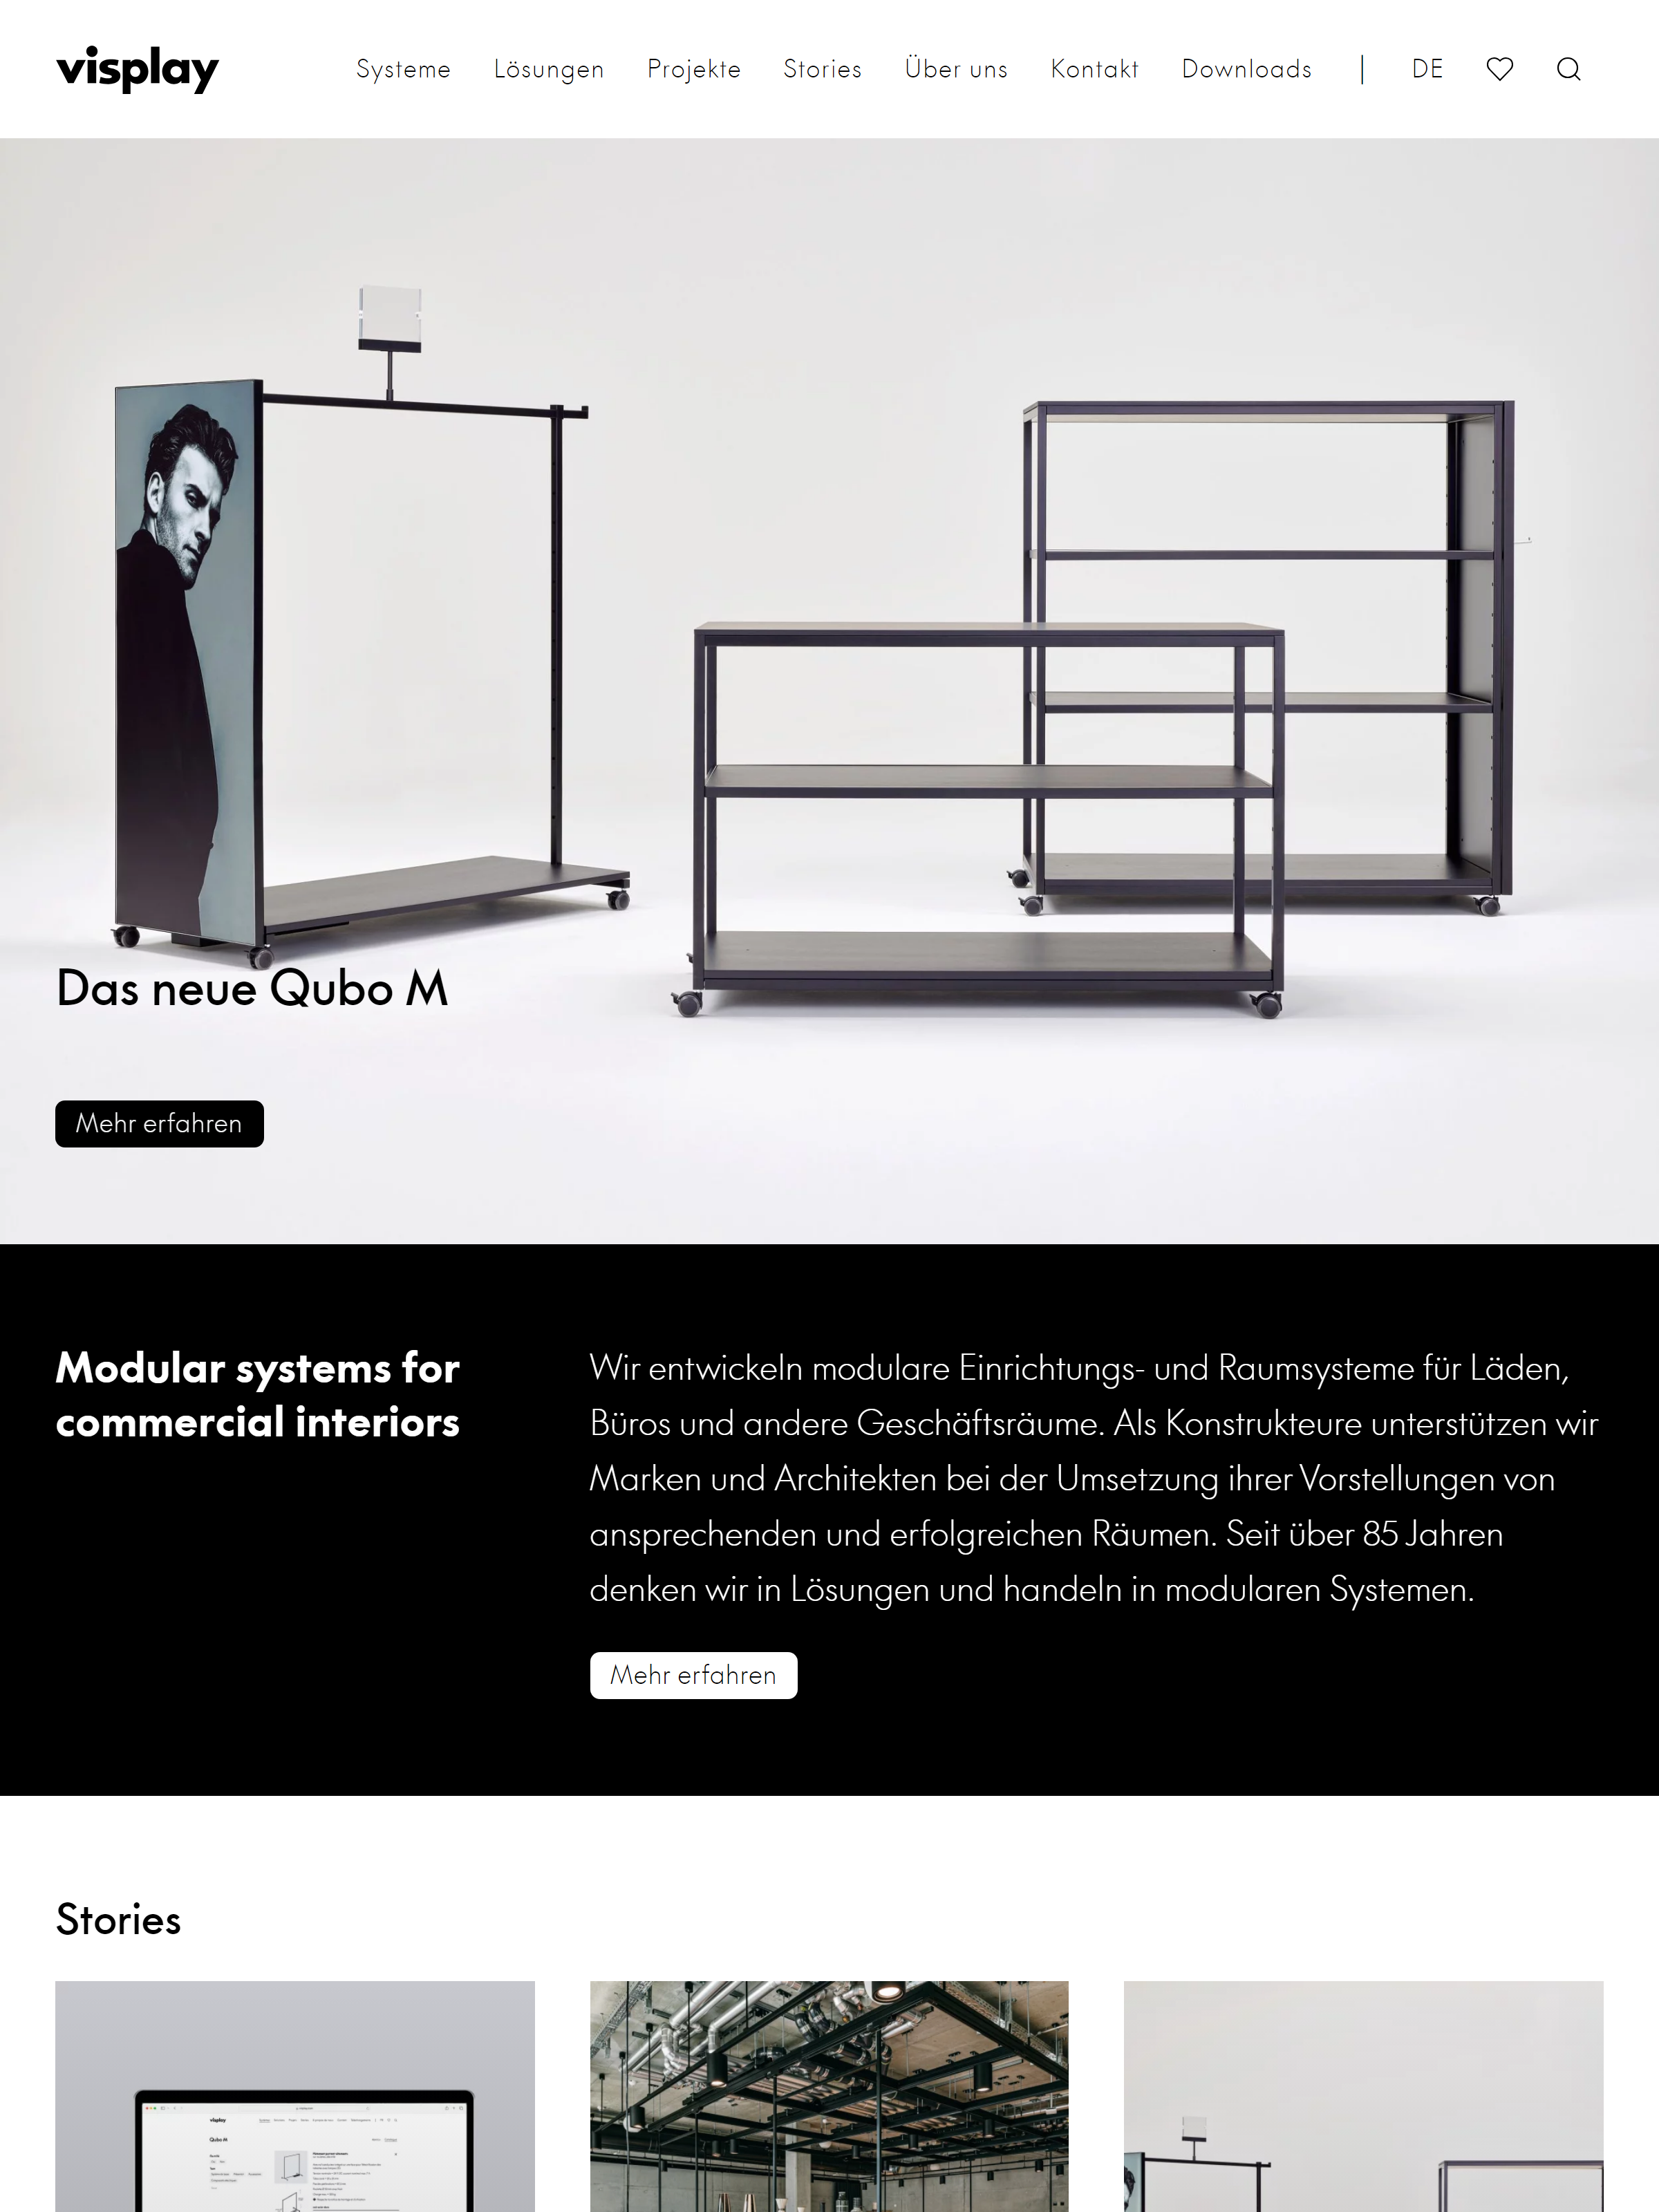 visplay
Systeme
Lösungen
Projekte
Stories
Über uns
Kontakt
Downloads
DE
Das neue Qubo M
Mehr erfahren
Modular systems for
commercial interiors
Wir entwickeln modulare Einrichtungs- und Raumsysteme für Läden,
Büros und andere Geschäftsräume. Als Konstrukteure unterstützen wir
Marken und Architekten bei der Umsetzung ihrer Vorstellungen von
ansprechenden und erfolgreichen Räumen. Seit über 85 Jahren
denken wir in Lösungen und handeln in modularen Systemen.
Mehr erfahren
Stories
visplay
Qubo M